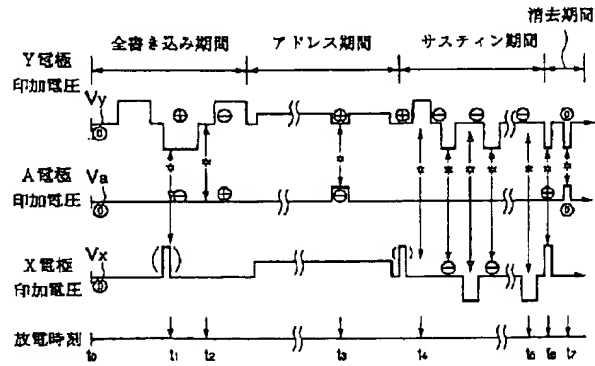 消去期間
全書き込み期間 アドレス期間 サスティン期間
Y電極
印加電圧 Vy
A電極 Va
印加電圧
X電極 Vx
印加電圧
放電時刻
t₀ t₁ t₂ t₃ t₄ t₅ t₆ t₇